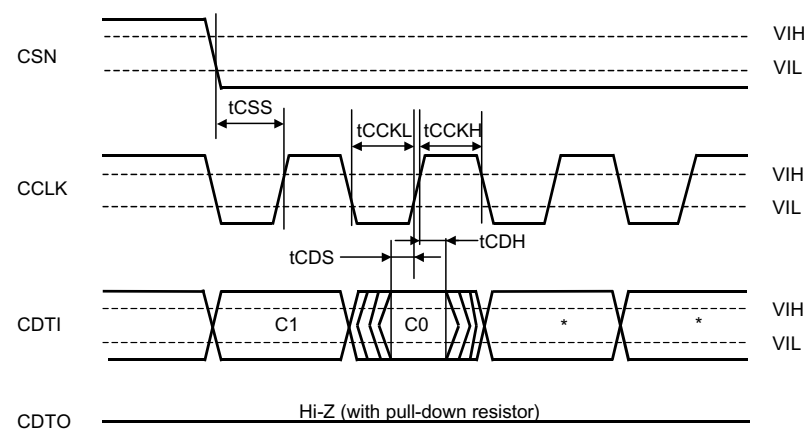 CSN
VIH
VIL
tCSS
tCCKL
tCCKH
CCLK
VIH
VIL
tCDS
tCDH
CDTI
C1
C0
*
*
VIH
VIL
CDTO
Hi-Z (with pull-down resistor)